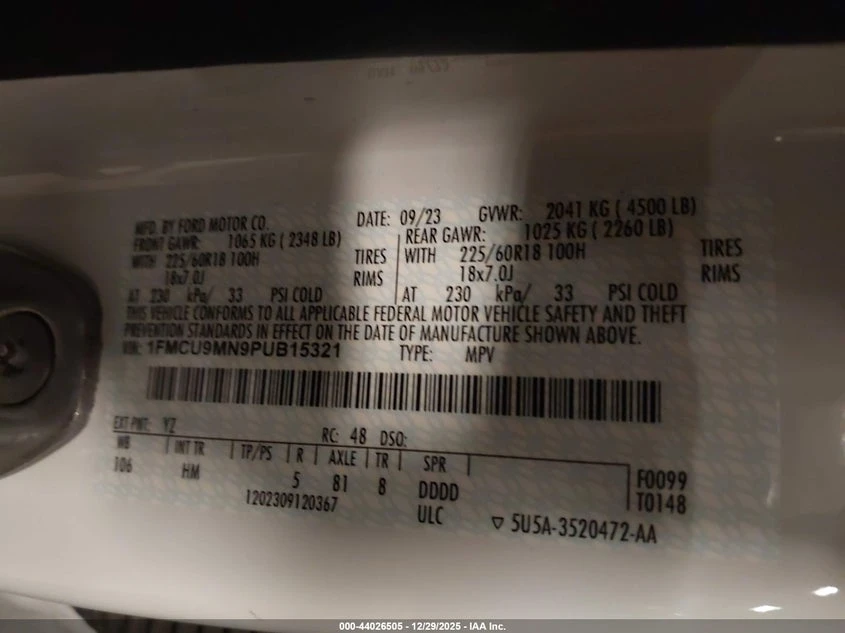 MFD. BY FORD MOTOR CO. DATE: 09/23 GVWR: 2041 KG ( 4500 LB)
FRONT GAWR: 1065 KG ( 2348 LB) REAR GAWR: 1025 KG ( 2260 LB)
WITH 225/60R18 100H TIRES WITH 225/60R18 100H TIRES
18x7.0J RIMS 18x7.0J RIMS
AT 230 kPa/ 33 PSI COLD AT 230 kPa/ 33 PSI COLD
THIS VEHICLE CONFORMS TO ALL APPLICABLE FEDERAL MOTOR VEHICLE SAFETY AND THEFT
PREVENTION STANDARDS IN EFFECT ON THE DATE OF MANUFACTURE SHOWN ABOVE.
VIN: 1FMCU9MN9PUB15321 TYPE: MPV
EXT PNT: YZ RC: 48 DSO:
WB INT TR TP/PS R AXLE TR SPR
106 HM 5 81 8 DDDD F0099
1202309120367 ULC T0148
5U5A-3520472-AA
000-44026505 - 12/29/2025 - IAA Inc.